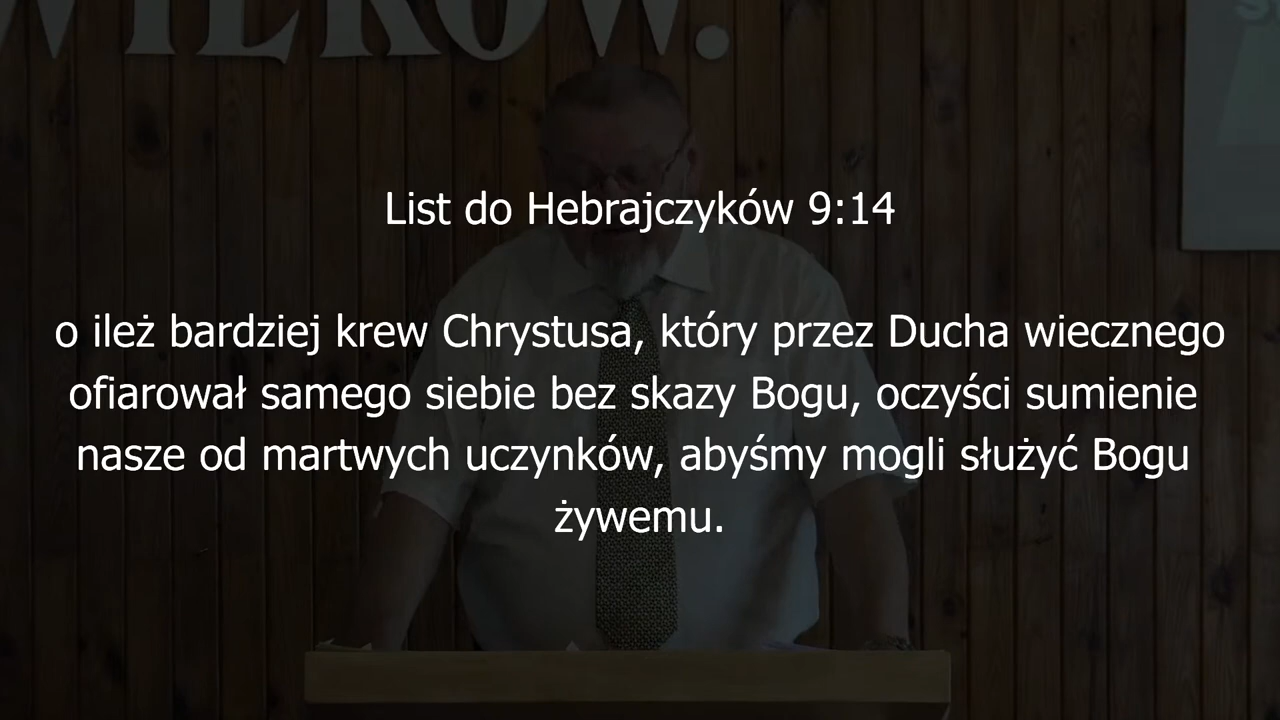 WIEKÓW.
List do Hebrajczyków 9:14
o ileż bardziej krew Chrystusa, który przez Ducha wiecznego
ofiarował samego siebie bez skazy Bogu, oczyści sumienie
nasze od martwych uczynków, abyśmy mogli służyć Bogu
żywemu.